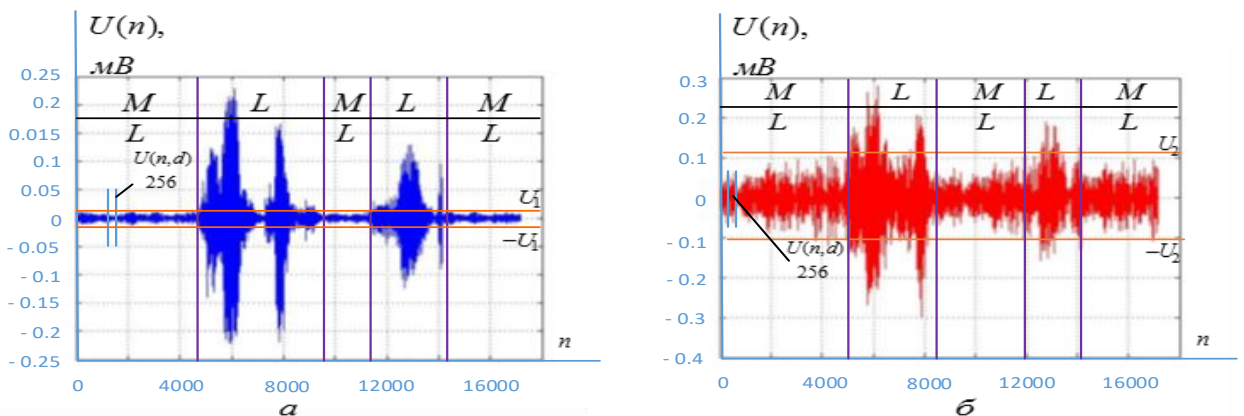 U(n),
мВ
0.25
0.2
0.015
0.1
0.05
0
- 0.05
- 0.1
- 0.15
- 0.2
- 0.25
M
L
L
M
L
L
M
L
U(n,d)
256
U₁
−U₁
n
0
4000
8000
12000
16000
а
U(n),
мВ
0.3
0.2
0.1
0
- 0.1
- 0.2
- 0.3
- 0.4
M
L
L
M
L
L
M
L
U₂
−U₂
U(n,d)
256
n
0
4000
8000
12000
16000
б